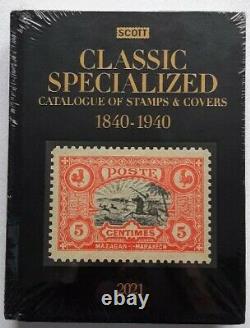 SCOTT
CLASSIC
SPECIALIZED
CATALOGUE OF STAMPS & COVERS
1840-1940
POSTE
5 CENTIMES 5
MAZAGAN-MARAKECH
2021